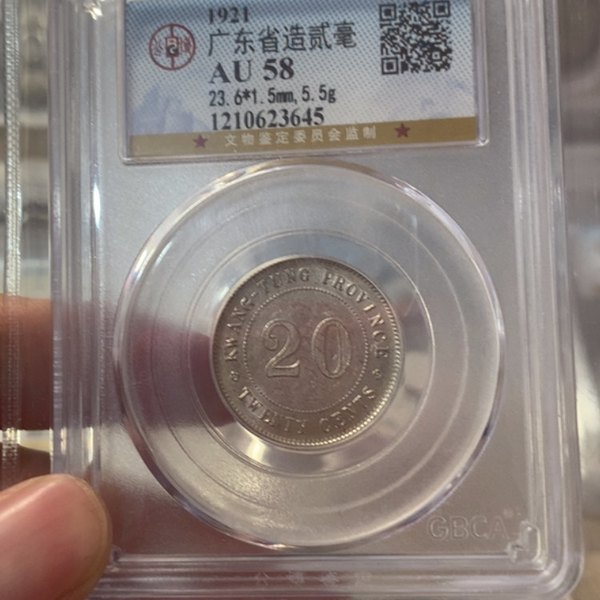 1921
广东省造贰毫
AU 58
23.6*1.5mm,5.5g
1210623645
文物鉴定委员会监制
KWANG-TUNG PROVINCE
20
TWENTY CENTS
GBCA